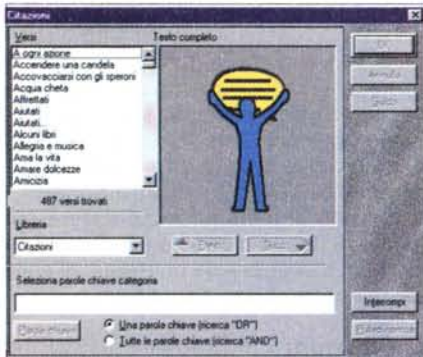 Citazioni
Versi
Testo completo
A ogni azione
Accendere una candela
Accovacciarsi con gli speroni
Acqua cheta
Affrettati
Aiutati
Aiutati...
Alcuni libri
Allegria e musica
Ama la vita
Amare dolcezze
Amicizia
OK
Annulla
487 versi trovati
Libreria
Citazioni
Seleziona parole chiave categoria
Una parola chiave (ricerca "OR")
Tutte le parole chiave (ricerca "AND")
Interrompi